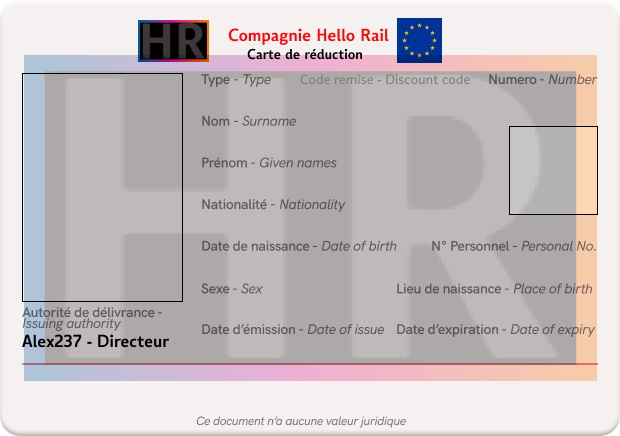 HR
Compagnie Hello Rail
Carte de réduction
Type - Type Code remise - Discount code Numero - Number
Nom - Surname
Prénom - Given names
Nationalité - Nationality
Date de naissance - Date of birth N° Personnel - Personal No.
Sexe - Sex Lieu de naissance - Place of birth
Autorité de délivrance -
Issuing authority
Date d'émission - Date of issue Date d'expiration - Date of expiry
Alex237 - Directeur
HR
Ce document n'a aucune valeur juridique